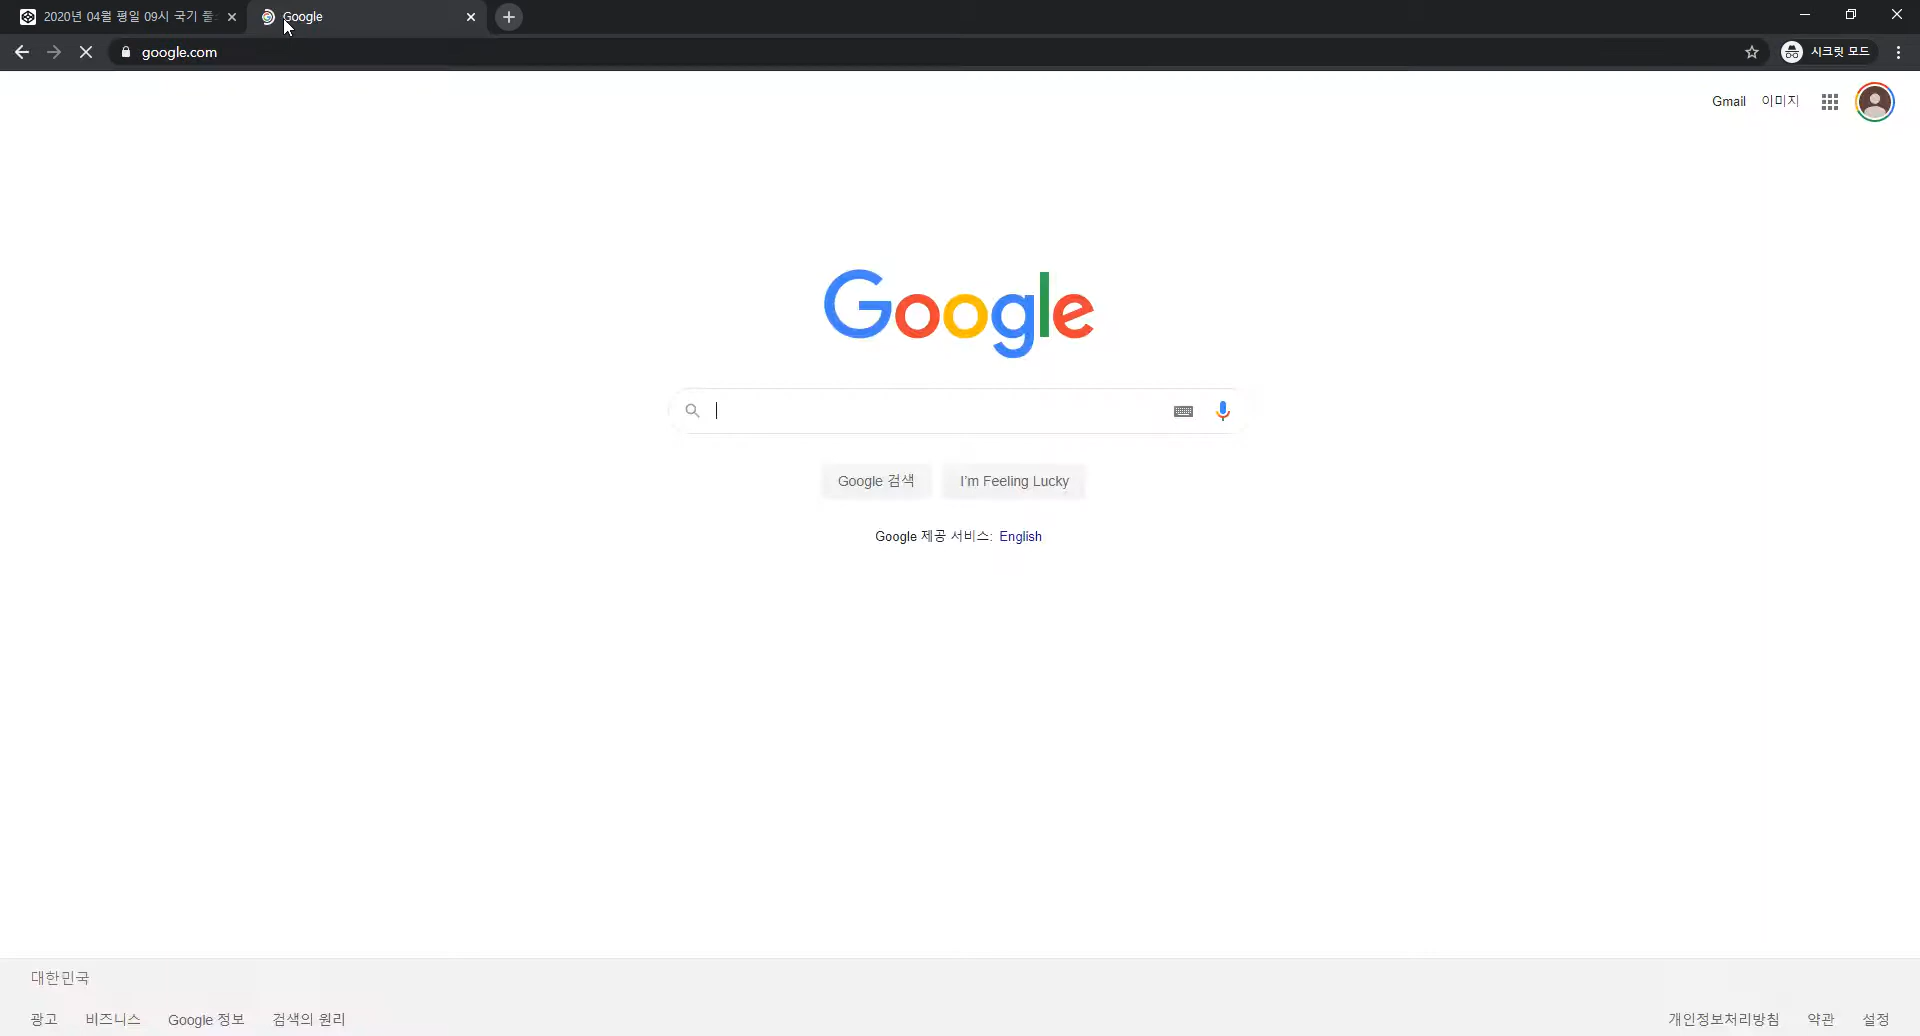 2020년 04월 평일 09시 국기
Google
google.com
시크릿 모드
Gmail 이미지
Google
Google 검색 I'm Feeling Lucky
Google 제공 서비스: English
대한민국
광고 비즈니스 Google 정보 검색의 원리 개인정보처리방침 약관 설정